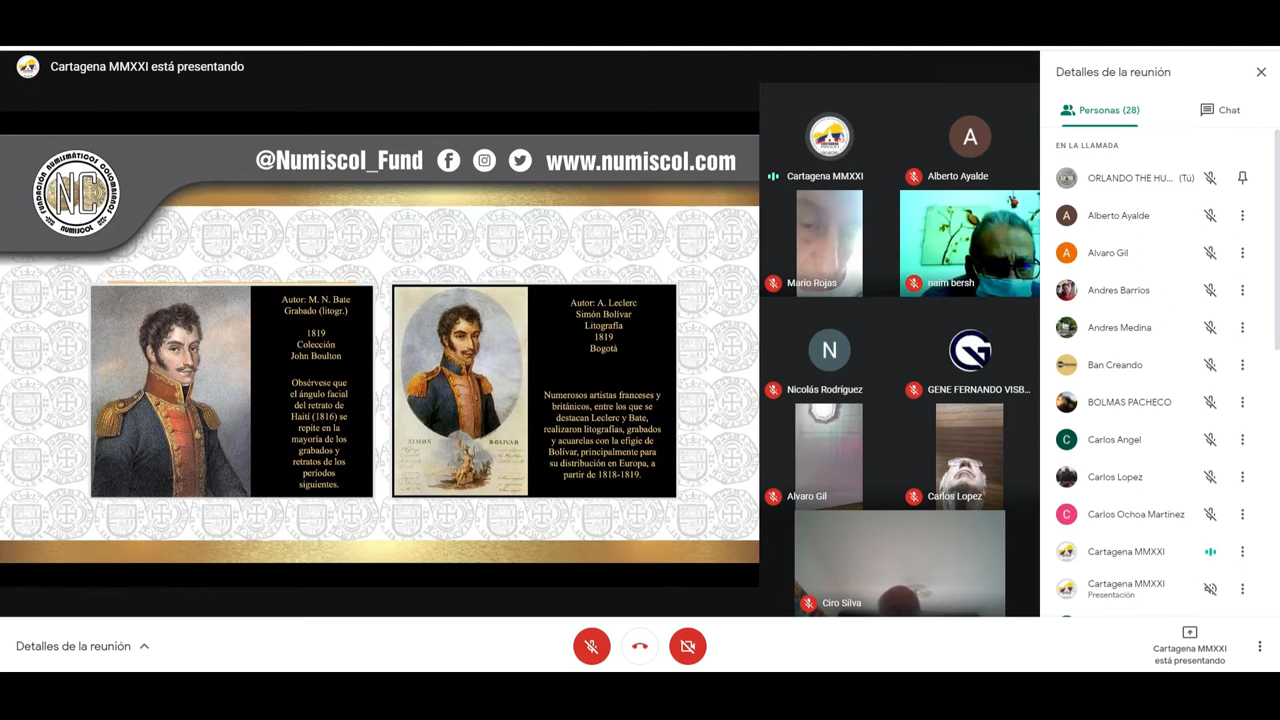 Cartagena MMXXI está presentando
@Numiscol_Fund
www.numiscol.com
FUNDACIÓN NUMISMÁTICOS COLOMBIANOS
NC
NUMISCOL
Autor: M. N. Bate
Grabado (litogr.)
1819
Colección
John Boulton
Obsérvese que
el ángulo facial
del retrato de
Haití (1816) se
repite en la
mayoría de los
grabados y
retratos de los
períodos
siguientes.
SIMON BOLIVAR
Autor: A. Leclerc
Simón Bolívar
Litografía
1819
Bogotá
Numerosos artistas franceses y
británicos, entre los que se
destacan Leclerc y Bate,
realizaron litografías, grabados
y acuarelas con la efigie de
Bolívar, principalmente para
su distribución en Europa, a
partir de 1818-1819.
Cartagena MMXXI
A
Alberto Ayalde
Mario Rojas
naim bersh
N
Nicolás Rodríguez
GENE FERNANDO VISB...
Alvaro Gil
Carlos Lopez
Ciro Silva
Detalles de la reunión
Personas (28)
Chat
EN LA LLAMADA
ORLANDO THE HU... (Tú)
A Alberto Ayalde
A Alvaro Gil
Andres Barrios
Andres Medina
Ban Creando
BOLMAS PACHECO
C Carlos Angel
Carlos Lopez
C Carlos Ochoa Martinez
Cartagena MMXXI
Cartagena MMXXI
Presentación
Detalles de la reunión
Cartagena MMXXI
está presentando